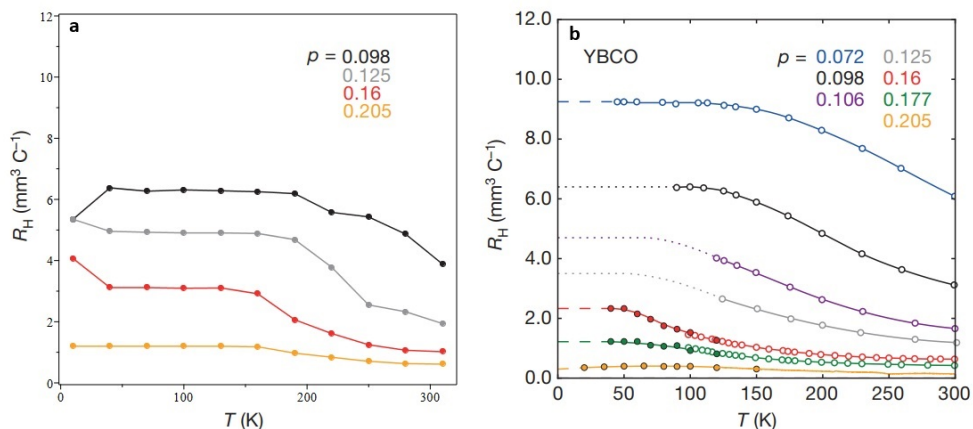 a
p = 0.098
0.125
0.16
0.205
12
10
8
6
4
2
0
R_H (mm³ C⁻¹)
0
100
200
300
T (K)
b
YBCO
p = 0.072 0.125
0.098 0.16
0.106 0.177
0.205
12.0
10.0
8.0
6.0
4.0
2.0
0.0
R_H (mm³ C⁻¹)
0 50 100 150 200 250 300
T (K)